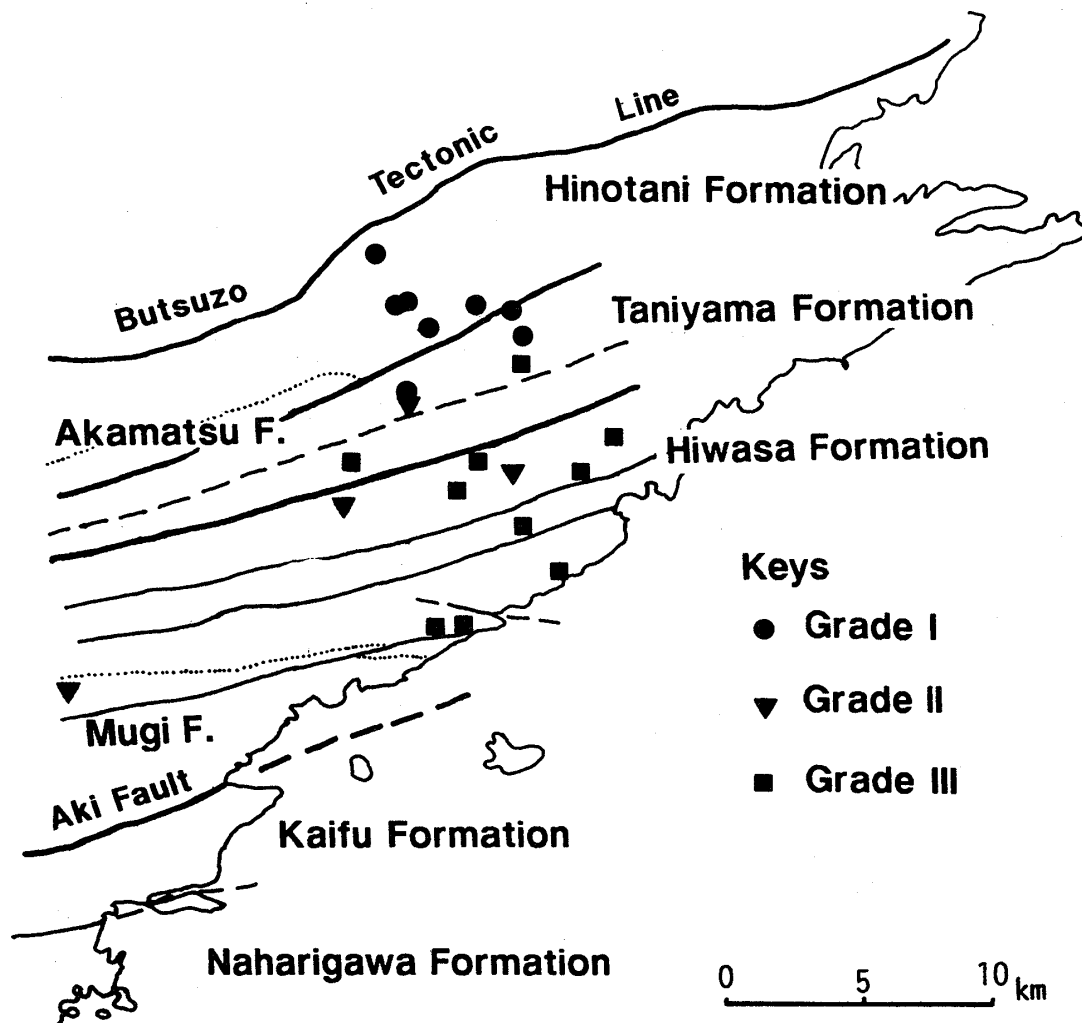 Butsuzo Tectonic Line
Hinotani Formation
Taniyama Formation
Akamatsu F.
Hiwasa Formation
Keys
Grade I
Grade II
Grade III
Mugi F.
Aki Fault
Kaifu Formation
Naharigawa Formation
0 5 10 km